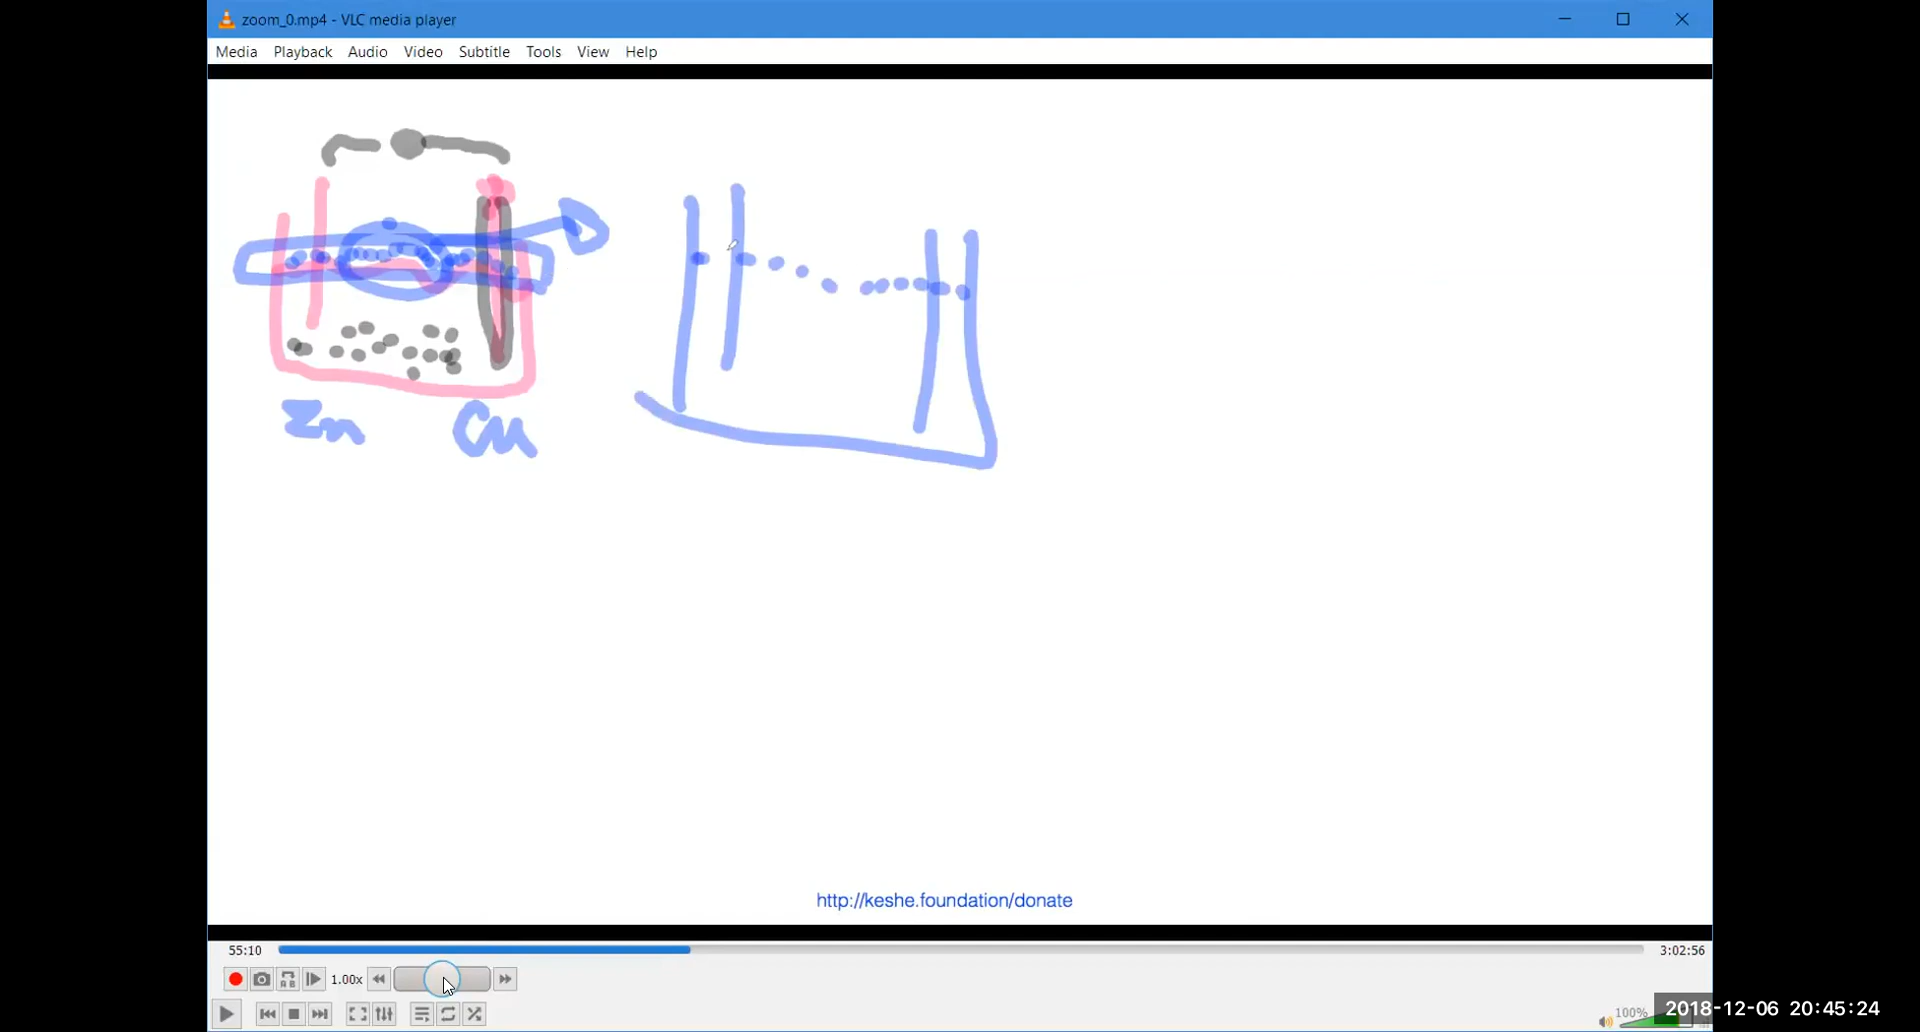 zoom_0.mp4 - VLC media player
Media Playback Audio Video Subtitle Tools View Help
Zn Cu
http://keshe.foundation/donate
55:10 3:02:56
1.00x
100%
2018-12-06 20:45:24